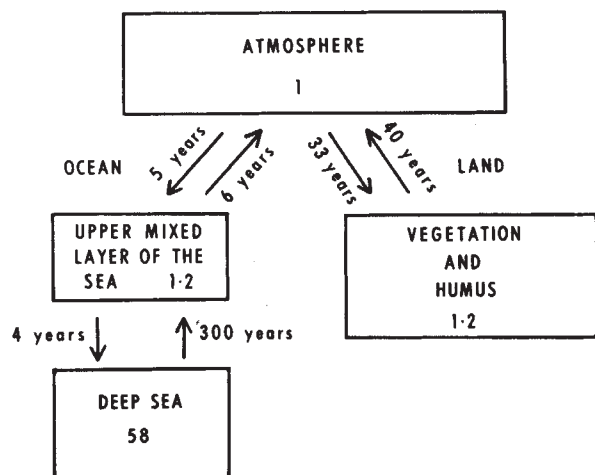 ATMOSPHERE
1
5 years
6 years
33 years
40 years
OCEAN
LAND
UPPER MIXED
LAYER OF THE
SEA 1·2
VEGETATION
AND
HUMUS
1·2
4 years
300 years
DEEP SEA
58